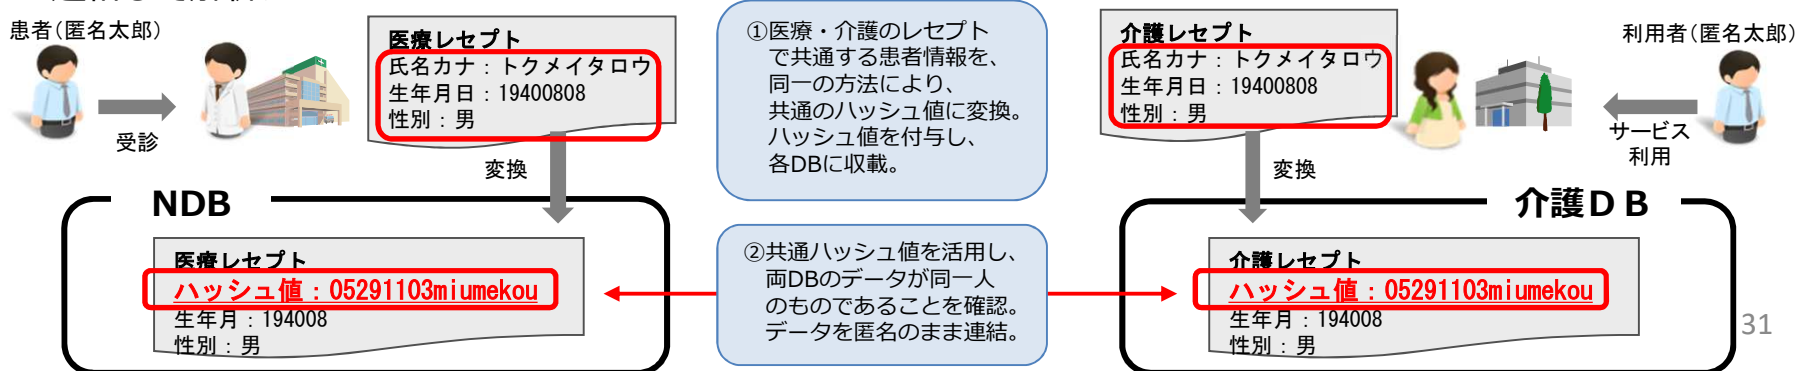 患者(匿名太郎)
受診
医療レセプト
氏名カナ：トクメイタロウ
生年月日：19400808
性別：男
変換
①医療・介護のレセプト
で共通する患者情報を、
同一の方法により、
共通のハッシュ値に変換。
ハッシュ値を付与し、
各DBに収載。
介護レセプト
氏名カナ：トクメイタロウ
生年月日：19400808
性別：男
変換
利用者(匿名太郎)
サービス
利用
NDB
医療レセプト
ハッシュ値：05291103miumekou
生年月：194008
性別：男
②共通ハッシュ値を活用し、
両DBのデータが同一人
のものであることを確認。
データを匿名のまま連結。
介護ＤＢ
介護レセプト
ハッシュ値：05291103miumekou
生年月：194008
性別：男
31